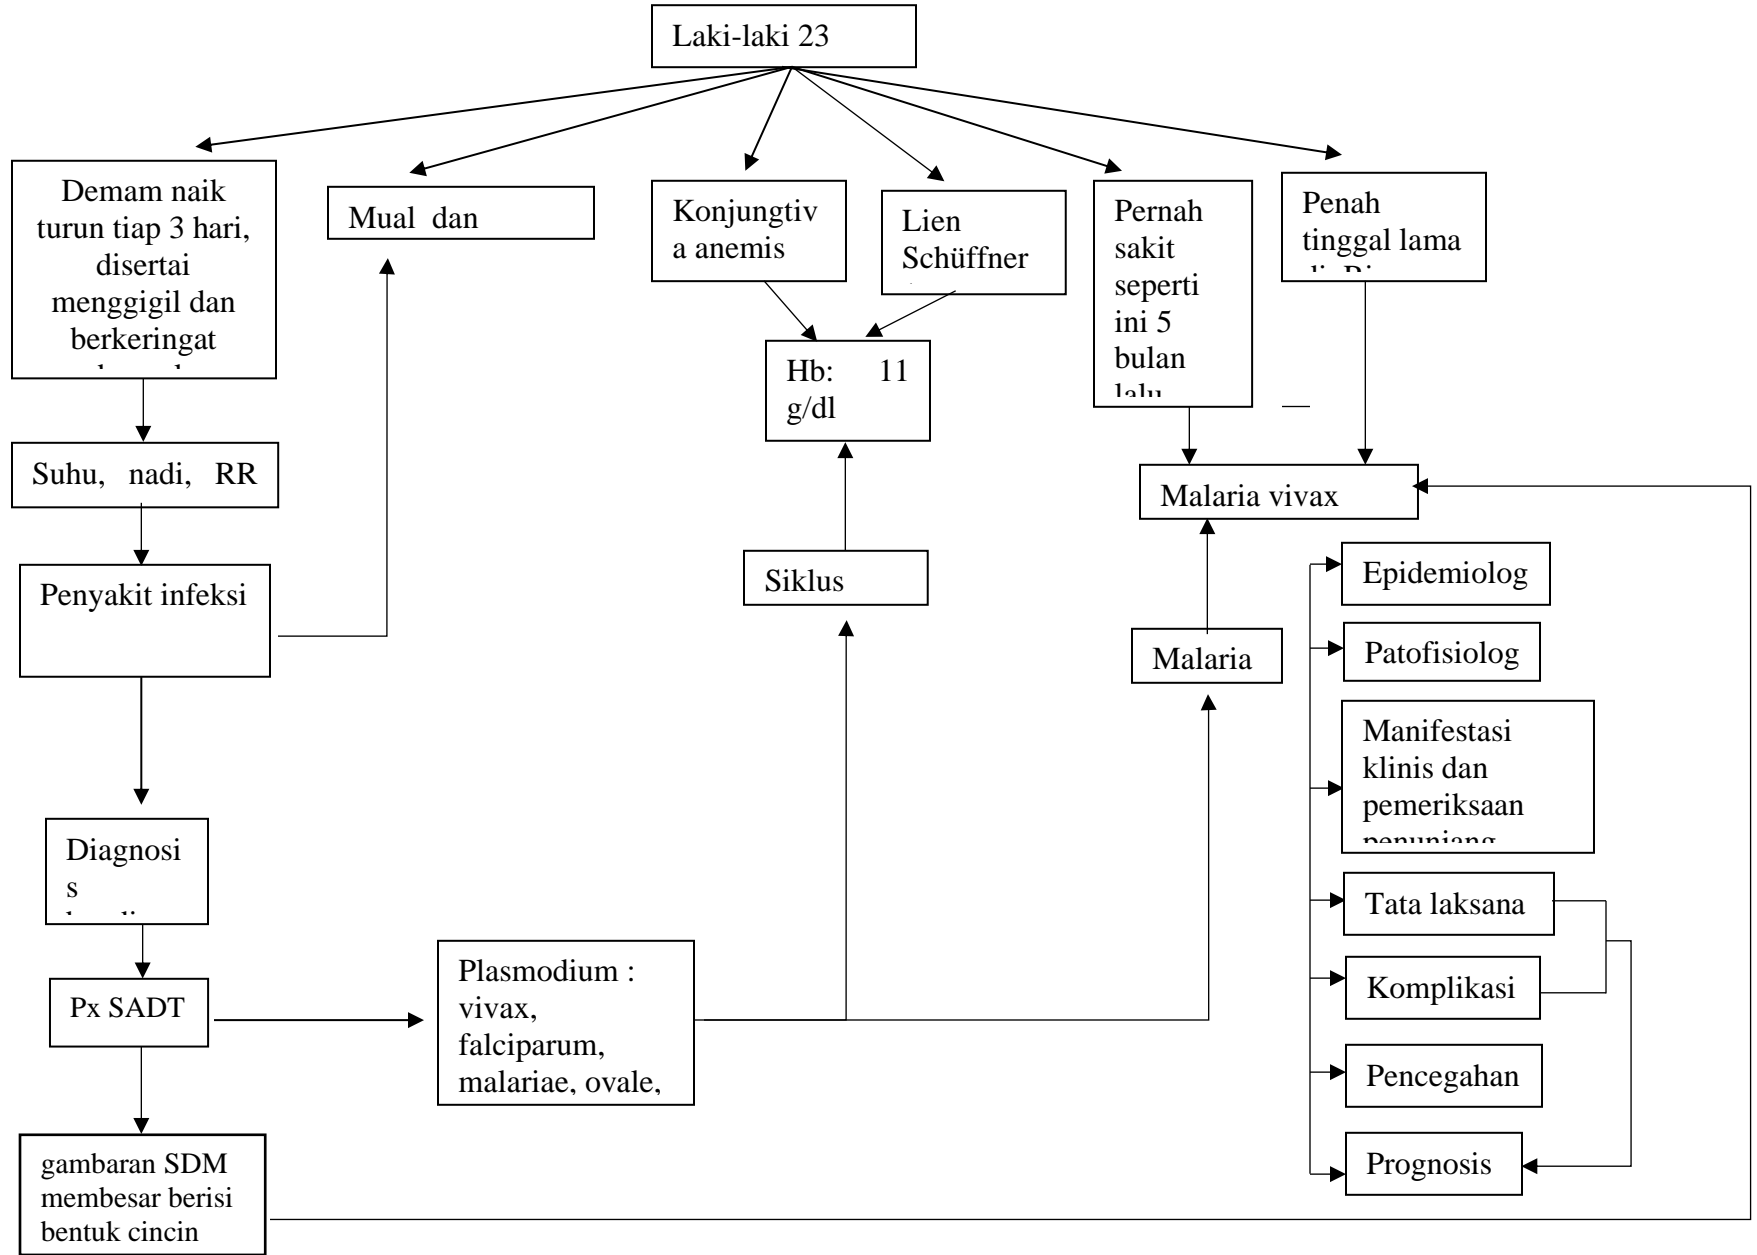 Laki-laki 23
Demam naik
turun tiap 3 hari,
disertai
menggigil dan
berkeringat
Mual dan
Konjungtiv
a anemis
Lien
Schüffner
Pernah
sakit
seperti
ini 5
bulan
lalu
Penah
tinggal lama
Hb: 11
g/dl
Suhu, nadi, RR
Malaria vivax
Penyakit infeksi
Siklus
Malaria
Epidemiolog
Patofisiolog
Manifestasi
klinis dan
pemeriksaan
penunjang
Diagnosi
s
Tata laksana
Komplikasi
Px SADT
Plasmodium :
vivax,
falciparum,
malariae, ovale,
Pencegahan
Prognosis
gambaran SDM
membesar berisi
bentuk cincin